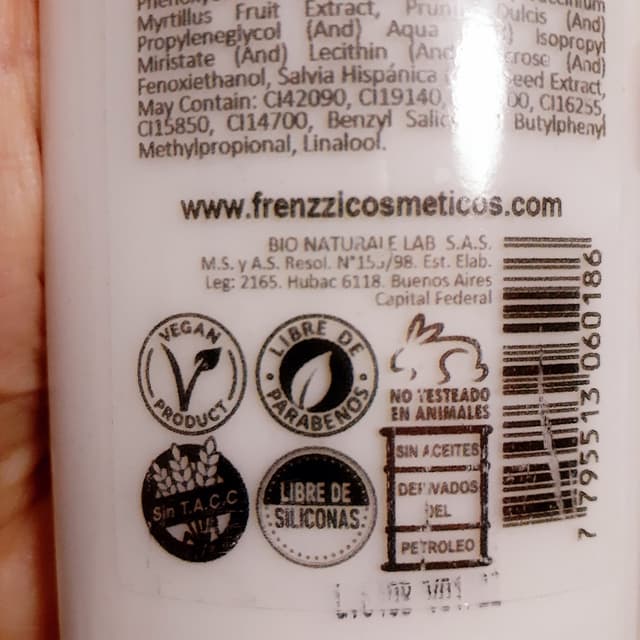 Myrtillus Fruit Extract, Dulcis (And)
Propyleneglycol (And) Aqua Isopropyl
Miristate (And) Lecithin (And) (And)
Fenoxiethanol, Salvia Hispánica Seed Extract,
May Contain: CI42090, CI19140, CI16255
CI15850, CI14700, Benzyl Butylphenyl
Methylpropional, Linalool.
www.frenzzicosmeticos.com
BIO NATURALE LAB S.A.S.
M.S. y A.S. Resol. Est. Elab.
Leg: 2165. Hubac 6118. Buenos Aires
Capital Federal
VEGAN
PRODUCT
LIBRE DE
PARABENOS
NO TESTEADO
EN ANIMALES
Sin T.A.C.C
LIBRE DE
SILICONAS
SIN ACEITES
DERIVADOS
DEL
PETROLEO
7 795513 060186